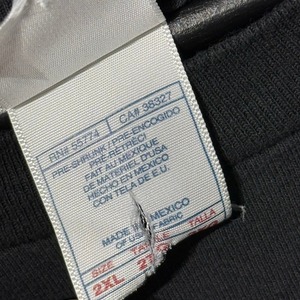 RN# 55774 CA# 38327
PRE-SHRUNK / PRE-ENCOGIDO
PRE-RETRECI
FAIT AU MEXIQUE
DE MATERIEL D'USA
HECHO EN MEXICO
CON TELA DE E.U.
MADE IN MEXICO
OF US FABRIC
SIZE TALLA
2XL